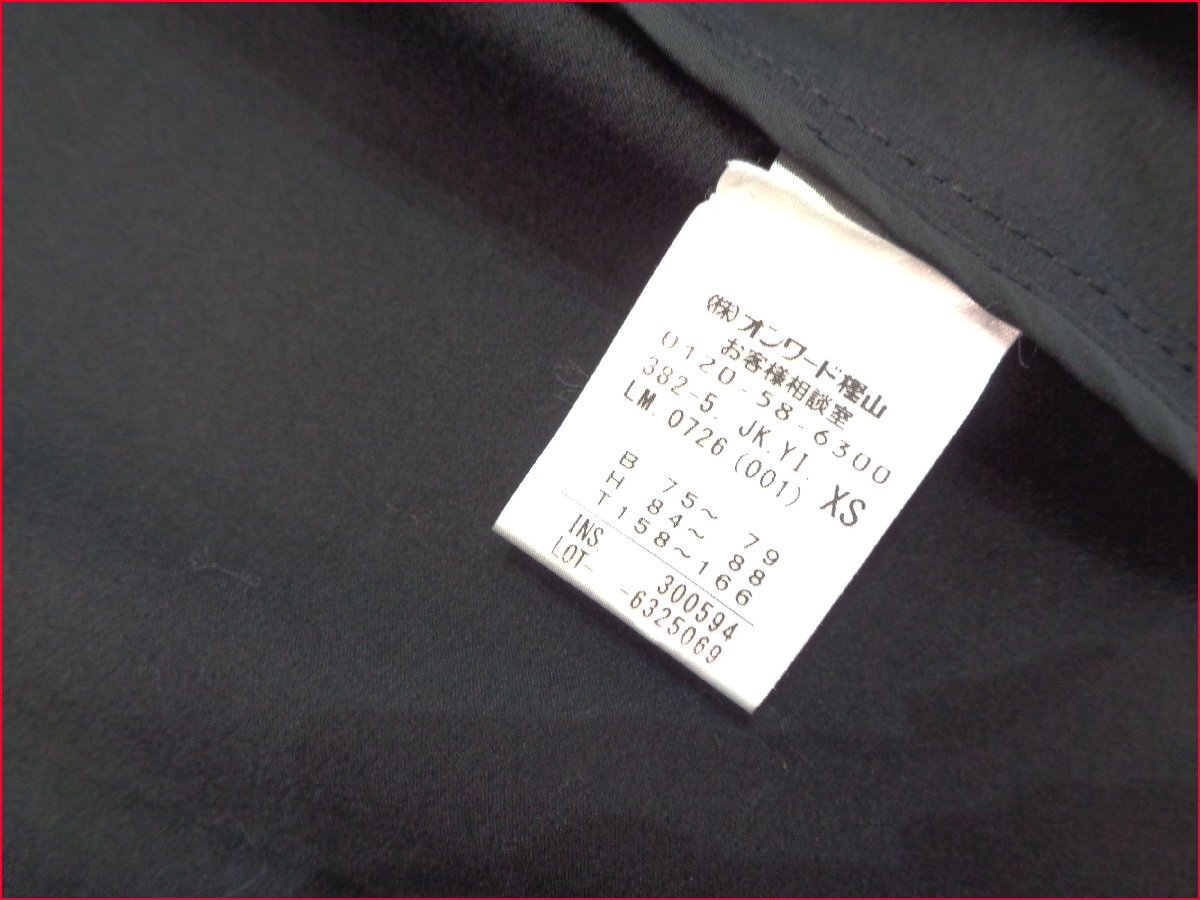 (株)オンワード樫山
お客様相談室
0120-58-6300
382-5. JK.YI.
LM. 0726 (001) XS
B 75~ 79
H 84~ 88
T 158~166
INS 300594
LOT- -6325069